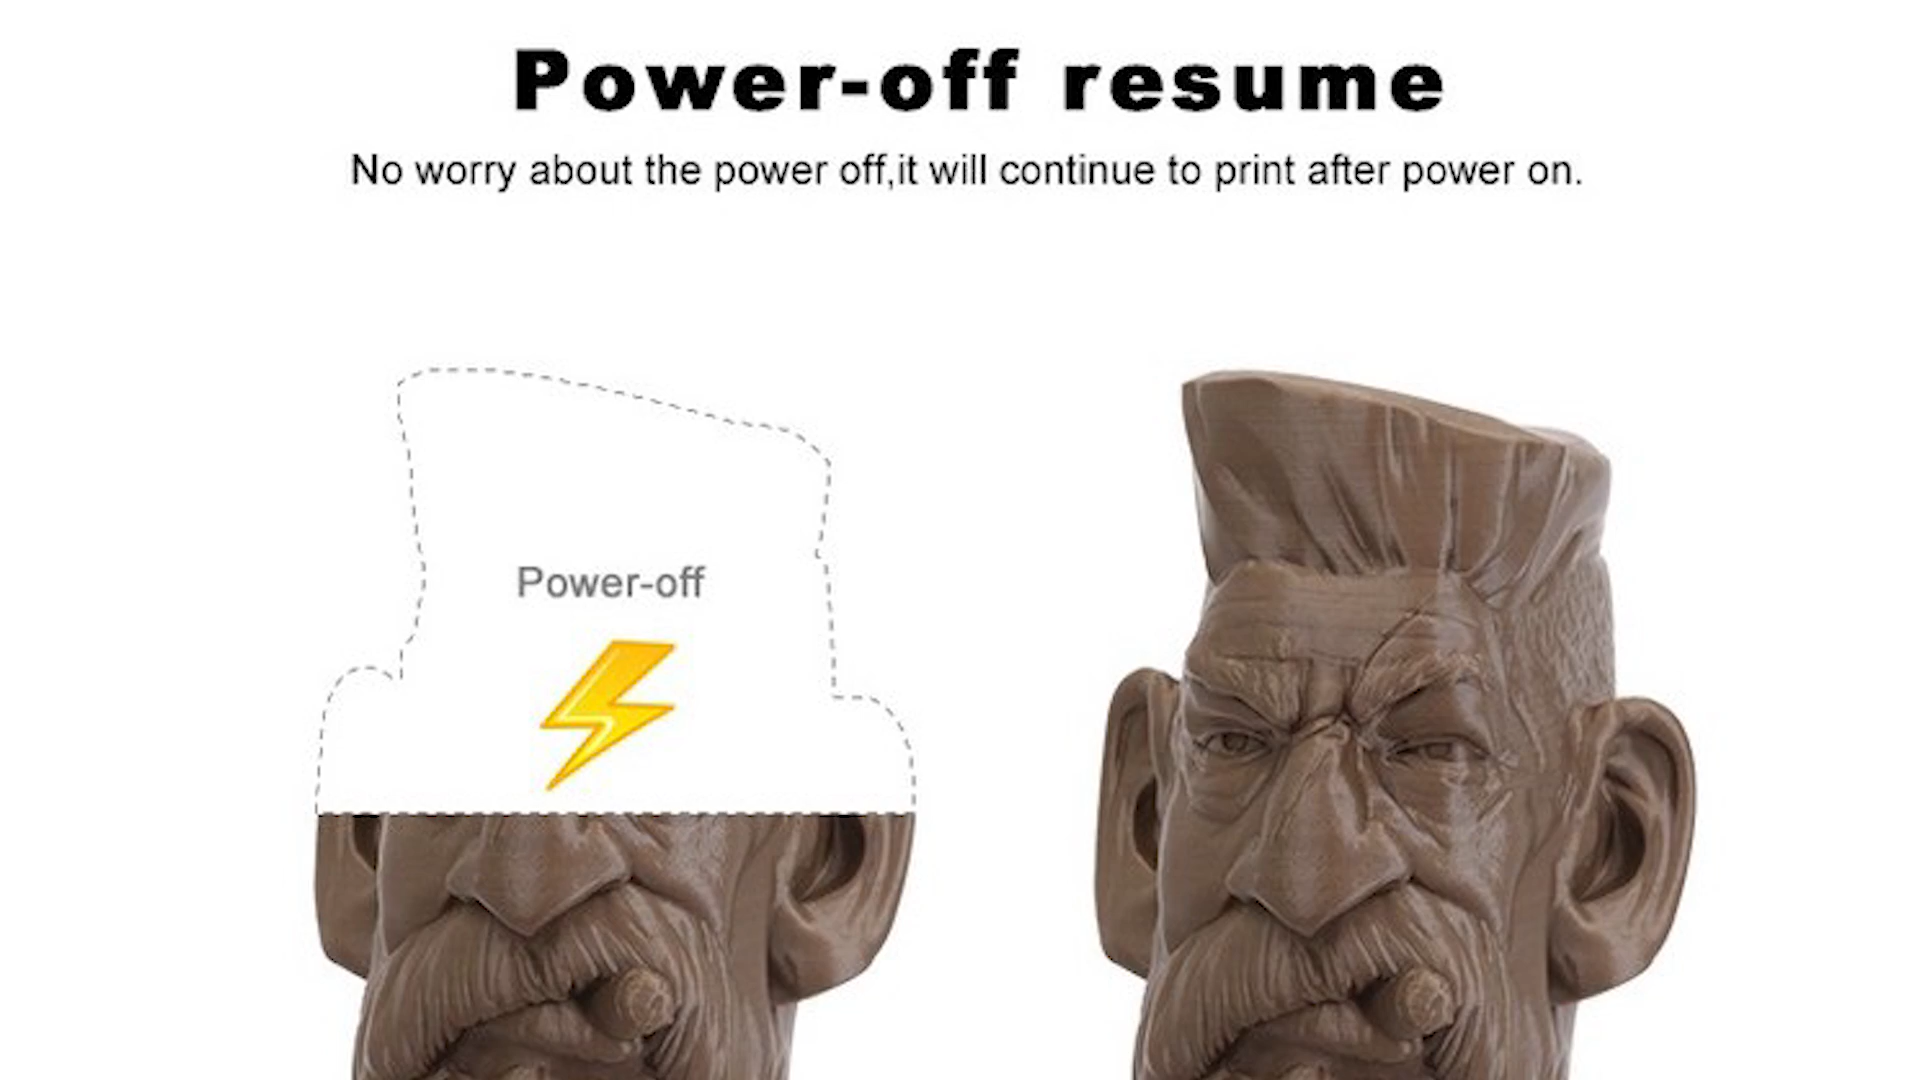 Power-off resume
No worry about the power off,it will continue to print after power on.
Power-off